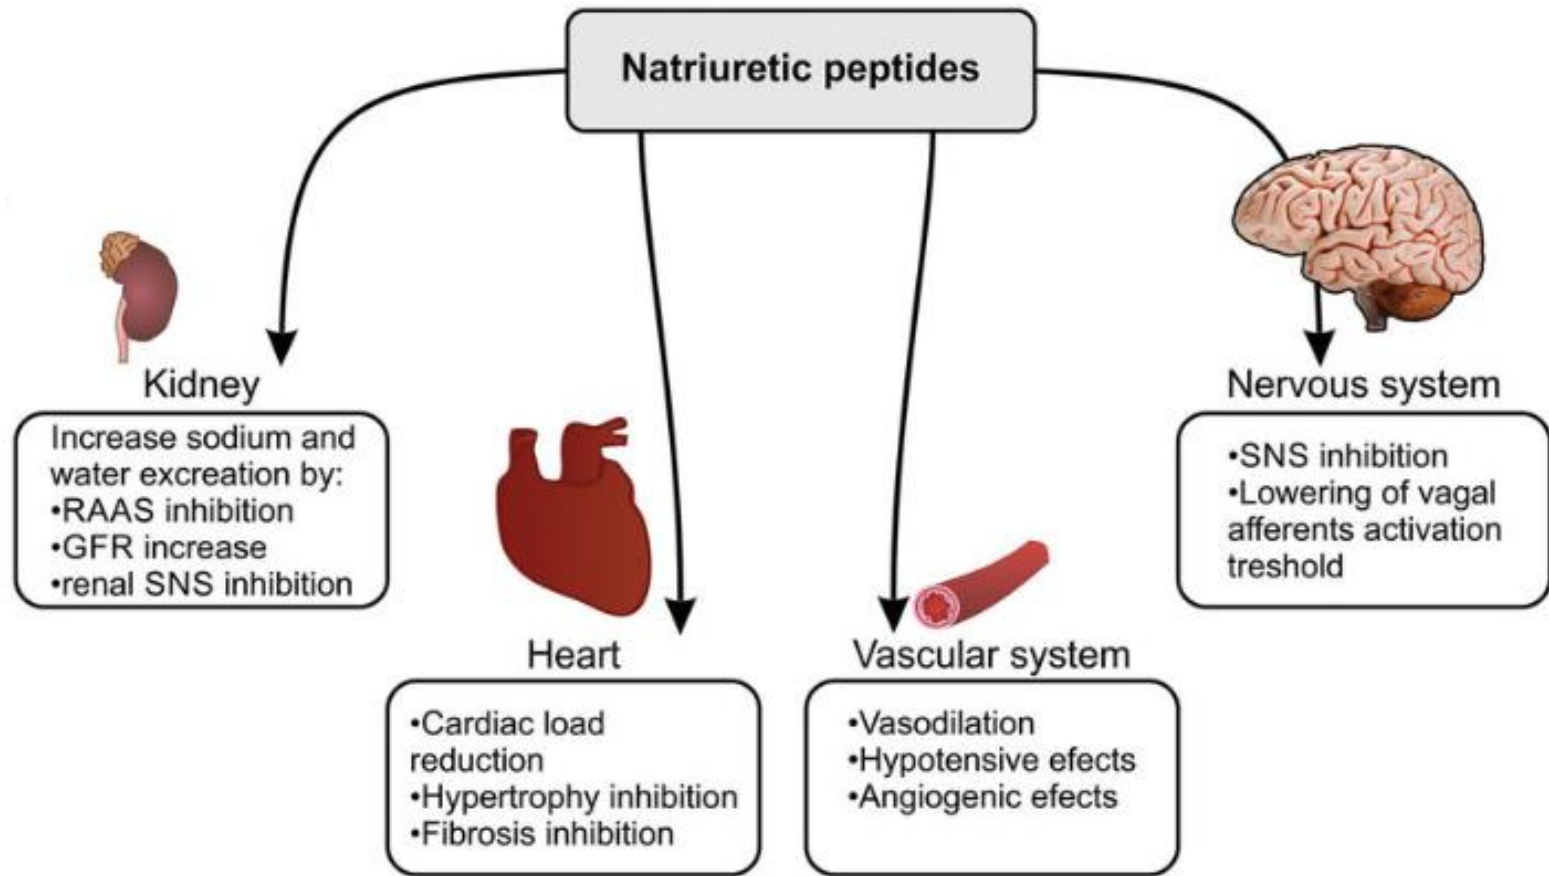 Natriuretic peptides
Kidney
Increase sodium and
water excreation by:
•RAAS inhibition
•GFR increase
•renal SNS inhibition
Heart
•Cardiac load
reduction
•Hypertrophy inhibition
•Fibrosis inhibition
Vascular system
•Vasodilation
•Hypotensive efects
•Angiogenic efects
Nervous system
•SNS inhibition
•Lowering of vagal
afferents activation
treshold